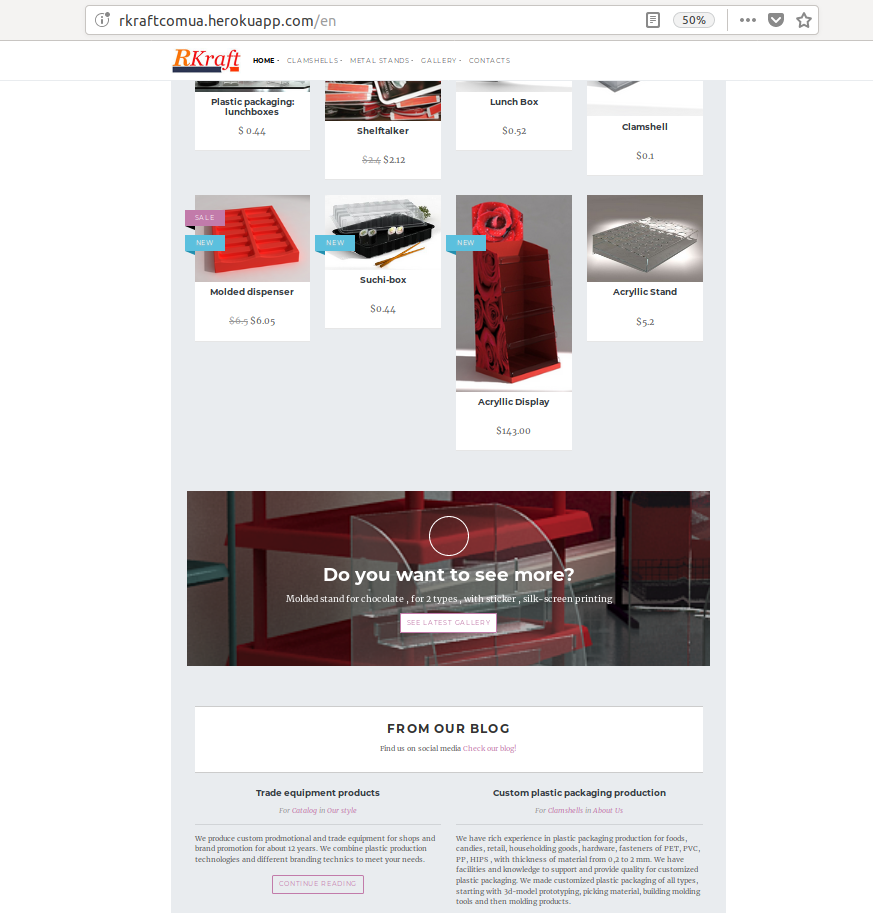 rkraftcomua.herokuapp.com/en
50%
RKraft
HOME
CLAMSHELLS
METAL STANDS
GALLERY
CONTACTS
Plastic packaging:
lunchboxes
$ 0.44
Shelftalker
$2.4 $2.12
Lunch Box
$0.52
Clamshell
$0.1
SALE
NEW
Molded dispenser
$6.5 $6.05
NEW
Suchi-box
$0.44
NEW
Acryllic Display
$143.00
Acryllic Stand
$5.2
Do you want to see more?
Molded stand for chocolate , for 2 types , with sticker , silk-screen printing
SEE LATEST GALLERY
FROM OUR BLOG
Find us on social media Check our blog!
Trade equipment products
For Catalog in Our style
We produce custom prodmotional and trade equipment for shops and
brand promotion for about 12 years. We combine plastic production
technologies and different branding technics to meet your needs.
CONTINUE READING
Custom plastic packaging production
For Clamshells in About Us
We have rich experience in plastic packaging production for foods,
candies, retail, househoding goods, hardware, fasteners of PET, PVC,
PP, HIPS , with thickness of material from 0,2 to 2 mm. We have
facilities and knowledge to support and provide quality for customized
plastic packaging. We made customized packaging of all types,
starting with 3d-model prototyping, picking material, building molding
tools and then molding products.